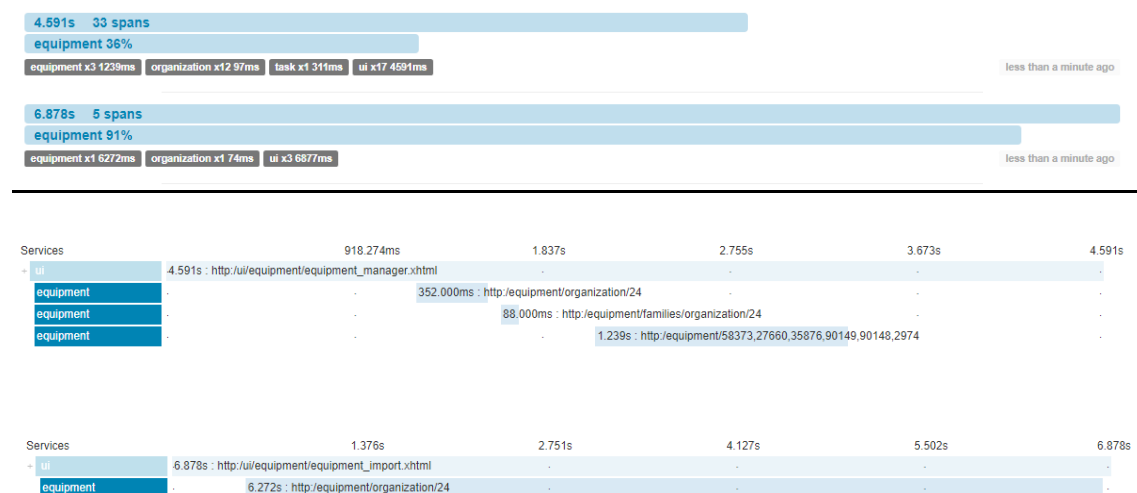 4.591s 33 spans
equipment 36%
equipment x3 1239ms organization x12 97ms task x1 311ms ui x17 4591ms less than a minute ago
6.878s 5 spans
equipment 91%
equipment x1 6272ms organization x1 74ms ui x3 6877ms less than a minute ago
Services 918.274ms 1.837s 2.755s 3.673s 4.591s
+ ui 4.591s : http:/ui/equipment/equipment_manager.xhtml
equipment 352.000ms : http:/equipment/organization/24
equipment 88.000ms : http:/equipment/families/organization/24
equipment 1.239s : http:/equipment/58373,27660,35876,90149,90148,2974
Services 1.376s 2.751s 4.127s 5.502s 6.878s
+ ui 6.878s : http:/ui/equipment/equipment_import.xhtml
equipment 6.272s : http:/equipment/organization/24